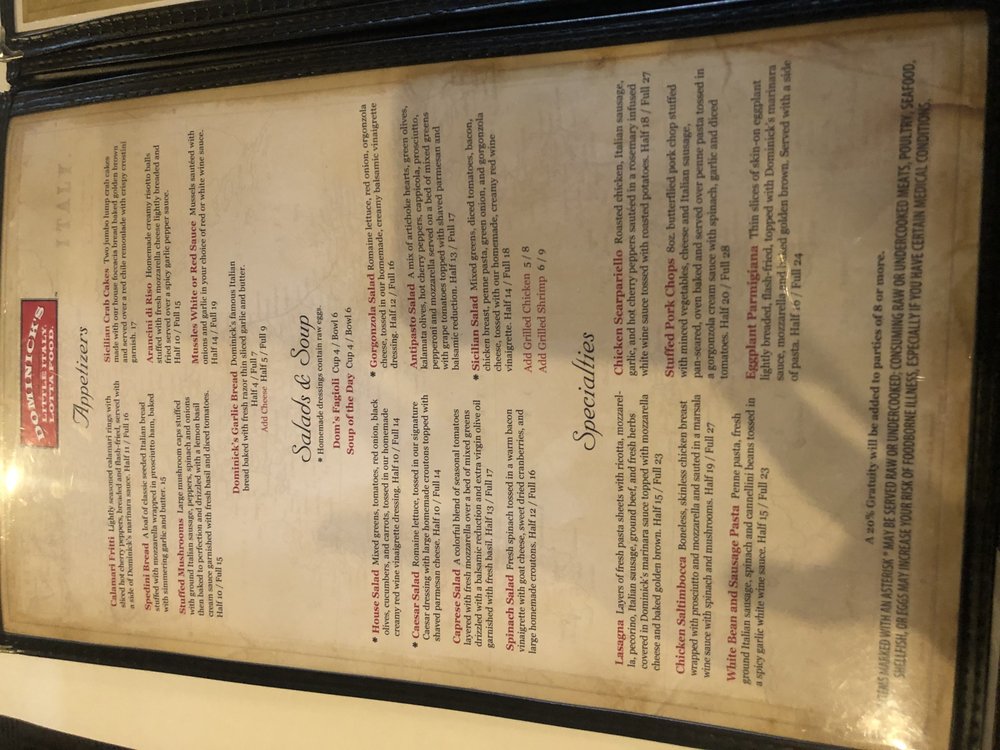 DOMINICK'S
LITTLE ITALY.
LOTTA FOOD.
ITALY
Appetizers
Calamari Fritti Lightly seasoned calamari rings with
sliced hot cherry peppers, breaded and flash-fried, served with
a side of Dominick's marinara sauce. Half 11 / Full 16
Spedini Bread A loaf of classic seeded Italian bread
stuffed with mozzarella wrapped in prosciutto ham, baked
with simmering garlic and butter. 15
Stuffed Mushrooms Large mushroom caps stuffed
with ground Italian sausage, peppers, spinach and onions
then baked to perfection and drizzled with a lemon basil
cream sauce garnished with fresh basil and diced tomatoes.
Half 10 / Full 15
Sicilian Crab Cakes Two jumbo lump crab cakes
made with our house foccacia bread baked golden brown
and served over a red chile remoulade with crispy crostini
garnish. 17
Arancini di Riso Homemade creamy risotto balls
stuffed with fresh mozzarella cheese lightly breaded and
fried served over a spicy garlic pepper sauce.
Half 10 / Full 15
Mussles White or Red Sauce Mussels sautéed with
onions and garlic in your choice of red or white wine sauce.
Half 14 / Full 19
Dominick's Garlic Bread Dominick's famous Italian
bread baked with fresh razor thin sliced garlic and butter.
Half 4 / Full 7
Add Cheese Half 5 / Full 9
Salads & Soup
* Homemade dressings contain raw eggs.
Dom's Fagioli Cup 4 / Bowl 6
Soup of the Day Cup 4 / Bowl 6
* House Salad Mixed greens, tomatoes, red onion, black
olives, cucumbers, and carrots, tossed in our homemade
creamy red wine vinaigrette dressing. Half 10 / Full 14
* Caesar Salad Romaine lettuce, tossed in our signature
Caesar dressing with large homemade croutons topped with
shaved parmesan cheese. Half 10 / Full 14
Caprese Salad A colorful blend of seasonal tomatoes
layered with fresh mozzarella over a bed of mixed greens
drizzled with a balsamic reduction and extra virgin olive oil
garnished with fresh basil. Half 13 / Full 17
Spinach Salad Fresh spinach tossed in a warm bacon
vinaigrette with goat cheese, sweet dried cranberries, and
large homemade croutons. Half 12 / Full 16
* Gorgonzola Salad Romaine lettuce, red onion, orgonzola
cheese, tossed in our homemade, creamy balsamic vinaigrette
dressing. Half 12 / Full 16
Antipasto Salad A mix of artichoke hearts, green olives,
kalamata olives, hot cherry peppers, cappicola, prosciutto,
pepperoni and mozzarella served on a bed of mixed greens
with grape tomatoes topped with shaved parmesan and
balsamic reduction. Half 13 / Full 17
* Sicilian Salad Mixed greens, diced tomatoes, bacon,
chicken breast, penne pasta, green onion, and gorgonzola
cheese, tossed with our homemade, creamy red wine
vinaigrette. Half 14 / Full 18
Add Grilled Chicken 5 / 8
Add Grilled Shrimp 6 / 9
Specialties
Lasagna Layers of fresh pasta sheets with ricotta, mozzarel-
la, pecorino, Italian sausage, ground beef, and fresh herbs
covered in Dominick's marinara sauce topped with mozzarella
cheese and baked golden brown. Half 15 / Full 23
Chicken Saltimbocca Boneless, skinless chicken breast
wrapped with prosciutto and mozzarella and sauted in a marsala
wine sauce with spinach and mushrooms. Half 19 / Full 27
White Bean and Sausage Pasta Penne pasta, fresh
ground Italian sausage, spinach and cannellini beans tossed in
a spicy garlic white wine sauce. Half 15 / Full 23
Chicken Scarpariello Roasted chicken, Italian sausage,
garlic, and hot cherry peppers sautéed in a rosemary infused
white wine sauce tossed with roasted potatoes. Half 18 / Full 27
Stuffed Pork Chops 8oz. butterflied pork chop stuffed
with minced vegetables, cheese and Italian sausage,
pan-seared, oven baked and served over penne pasta tossed in
a gorgonzola cream sauce with spinach, garlic and diced
tomatoes. Half 20 / Full 28
Eggplant Parmigiana Thin slices of skin-on eggplant
lightly breaded, flash-fried, topped with Dominick's marinara
sauce, mozzarella and baked golden brown. Served with a side
of pasta. Half 16 / Full 24
A 20% Gratuity will be added to parties of 8 or more.
ITEMS MARKED WITH AN ASTERISK * MAY BE SERVED RAW OR UNDERCOOKED. CONSUMING RAW OR UNDERCOOKED MEATS, POULTRY, SEAFOOD,
SHELLFISH, OR EGGS MAY INCREASE YOUR RISK OF FOODBORNE ILLNESS, ESPECIALLY IF YOU HAVE CERTAIN MEDICAL CONDITIONS.